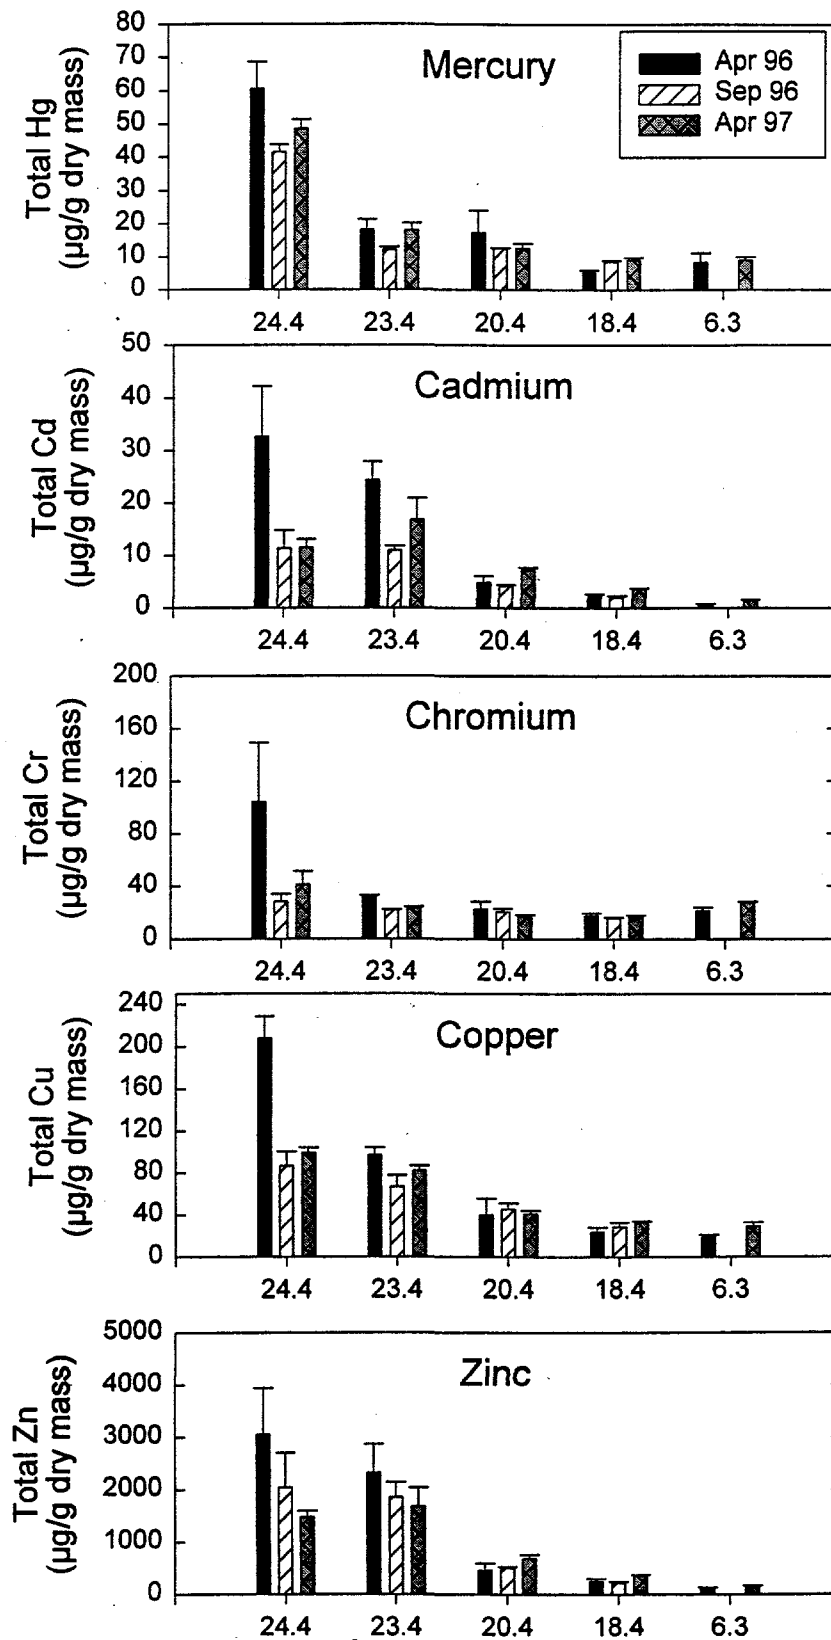 Mercury
Apr 96
Sep 96
Apr 97
Total Hg
(µg/g dry mass)
80
70
60
50
40
30
20
10
0
24.4 23.4 20.4 18.4 6.3
Cadmium
Total Cd
(µg/g dry mass)
50
40
30
20
10
0
24.4 23.4 20.4 18.4 6.3
Chromium
Total Cr
(µg/g dry mass)
200
160
120
80
40
0
24.4 23.4 20.4 18.4 6.3
Copper
Total Cu
(µg/g dry mass)
240
200
160
120
80
40
0
24.4 23.4 20.4 18.4 6.3
Zinc
Total Zn
(µg/g dry mass)
5000
4000
3000
2000
1000
0
24.4 23.4 20.4 18.4 6.3